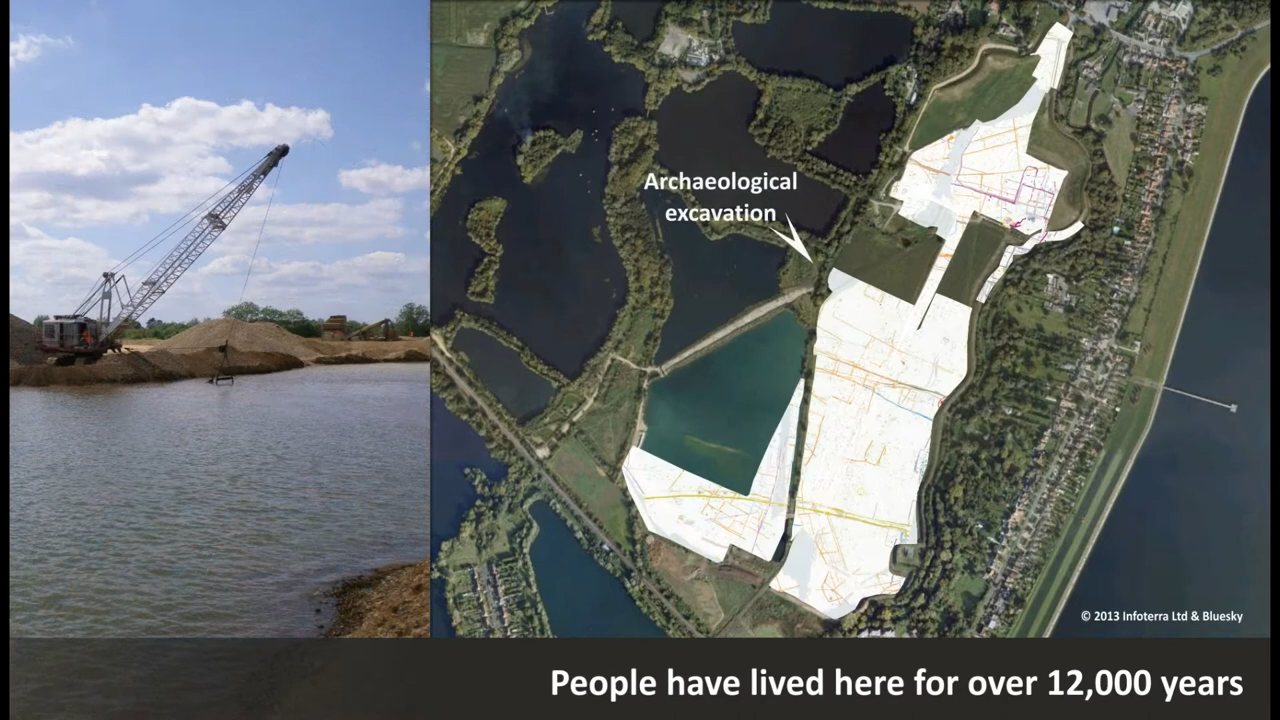 Archaeological
excavation
© 2013 Infoterra Ltd & Bluesky
People have lived here for over 12,000 years